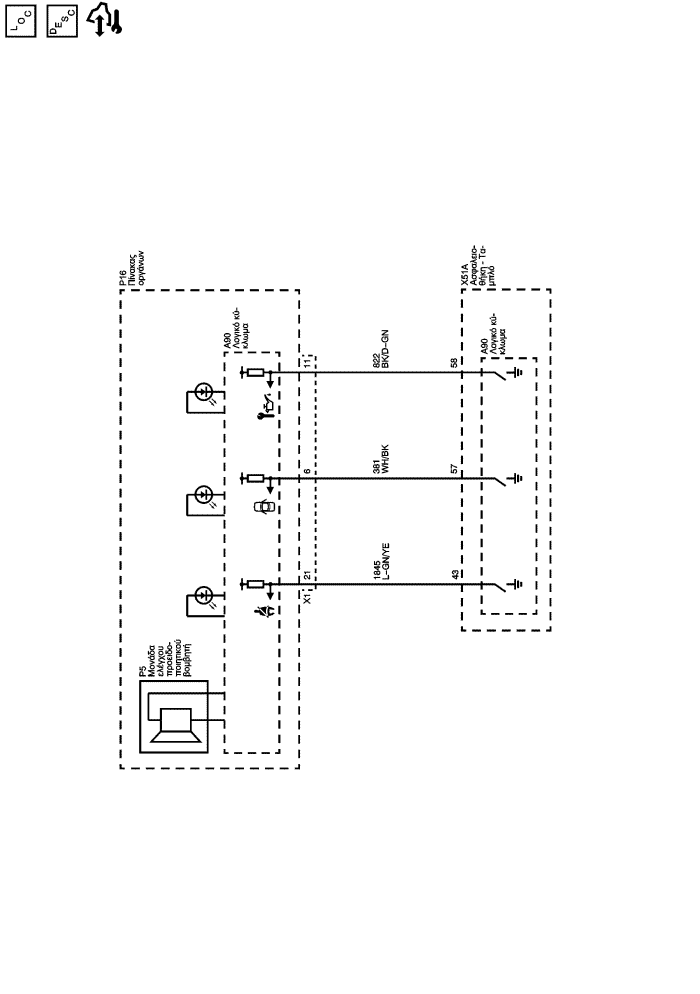 LOC
DESC
P16
Πίνακας
οργάνων
X51A
Ασφαλειο-
θήκη - Τα-
μπλό
A90
Λογικό κύ-
κλωμα
A90
Λογικό κύ-
κλωμα
11
822
BK/D-GN
58
6
381
WH/BK
57
X1
21
1845
L-GN/YE
43
P5
Μονάδα
ελέγχου
προειδο-
ποιητικού
βομβητή